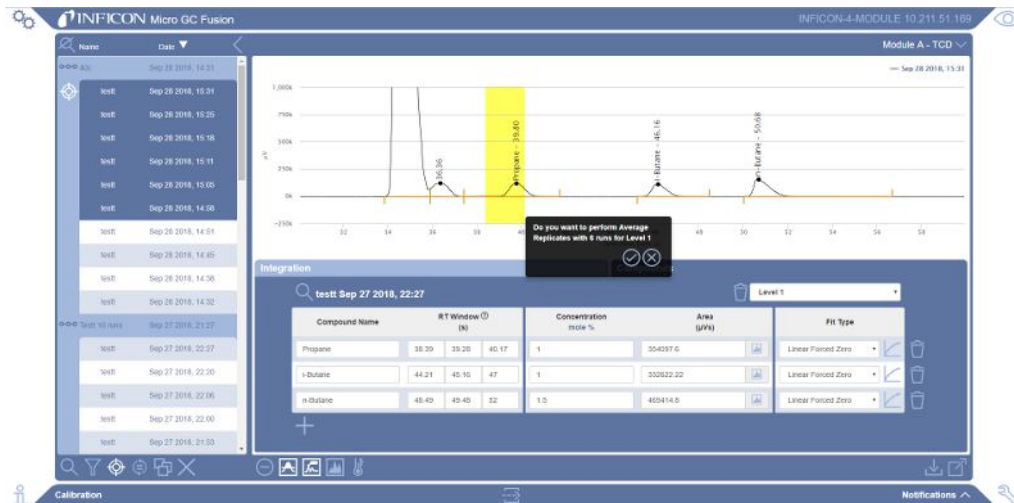 INFICON Micro GC Fusion
INFICON-4-MODULE 10.211.51.169
Name Date
Module A - TCD
Sep 28 2018, 14:33
Sep 28 2018, 15:31
testt Sep 28 2018, 15:31
testt Sep 28 2018, 15:25
testt Sep 28 2018, 15:18
testt Sep 28 2018, 15:11
testt Sep 28 2018, 15:05
testt Sep 28 2018, 14:58
testt Sep 28 2018, 14:51
testt Sep 28 2018, 14:45
testt Sep 28 2018, 14:38
testt Sep 28 2018, 14:32
Testt 10 runs Sep 27 2018, 21:27
testt Sep 27 2018, 22:27
testt Sep 27 2018, 22:20
testt Sep 27 2018, 22:06
testt Sep 27 2018, 22:00
testt Sep 27 2018, 21:53
1,000k
750k
500k
250k
0k
-250k
µV
36.36
Propane - 39.80
i-Butane - 46.16
n-Butane - 50.68
32 34 36 38 40 48 50 52 54 56 58
Do you want to perform Average
Replicates with 6 runs for Level 1
Integration
testt Sep 27 2018, 22:27
Level 1
Compound Name RT Window (s) Concentration mole % Area (µVs) Fit Type
Propane 38.39 39.28 40.17 1 354097.6 Linear Forced Zero
i-Butane 44.21 45.16 47 1 332622.22 Linear Forced Zero
n-Butane 48.49 49.48 52 1.5 469414.8 Linear Forced Zero
Calibration
Notifications